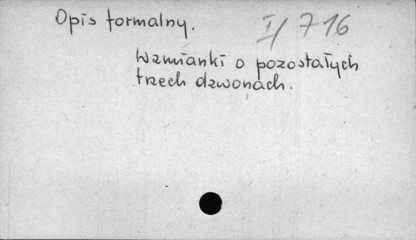 Opis formalny. I/716
Wzmianki o pozostałych
trzech dzwonach.